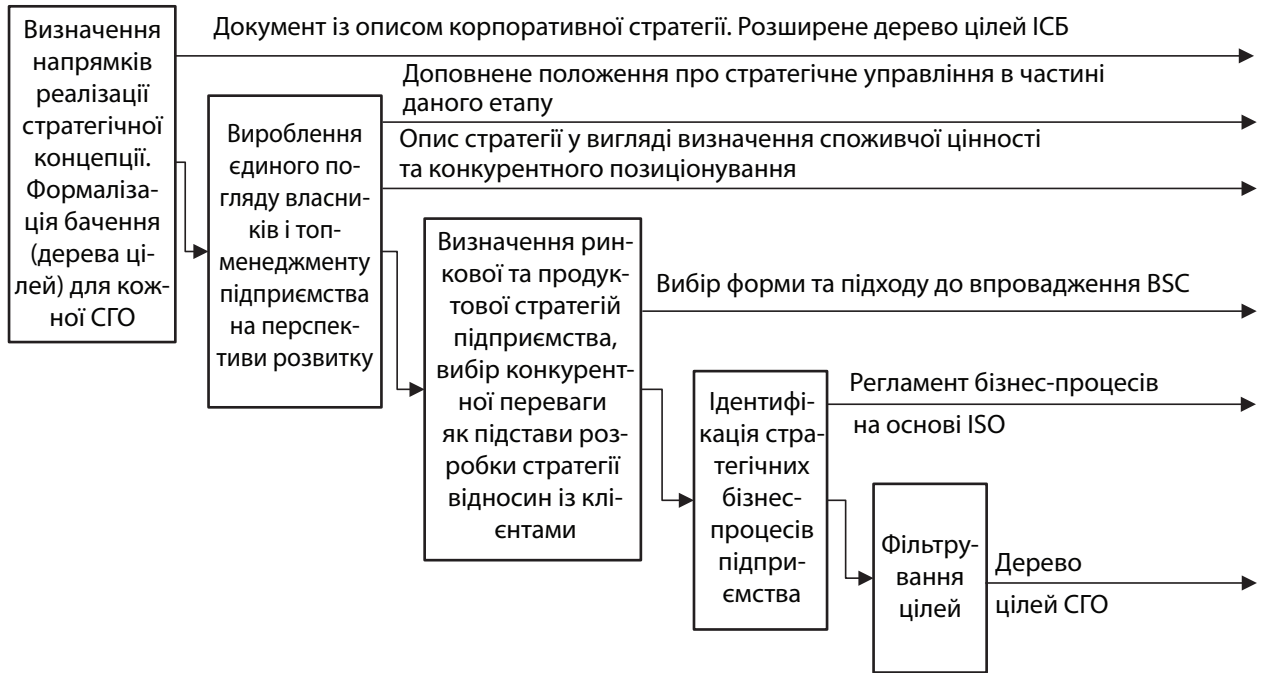 Визначення
напрямків
реалізації
стратегічної
концепції.
Формаліза-
ція бачення
(дерева ці-
лей) для кож-
ної СГО
Документ із описом корпоративної стратегії. Розширене дерево цілей ІСБ
Вироблення
єдиного по-
гляду власни-
ків і топ-
менеджменту
підприємства
на перспек-
тиви розвитку
Доповнене положення про стратегічне управління в частині
даного етапу
Опис стратегії у вигляді визначення споживчої цінності
та конкурентного позиціонування
Визначення рин-
кової та продук-
тової стратегій
підприємства,
вибір конкурент-
ної переваги
як підстави роз-
робки стратегії
відносин із клі-
єнтами
Вибір форми та підходу до впровадження BSC
Ідентифі-
кація стра-
тегічних
бізнес-
процесів
підпри-
ємства
Регламент бізнес-процесів
на основі ISO
Фільтру-
вання
цілей
Дерево
цілей СГО